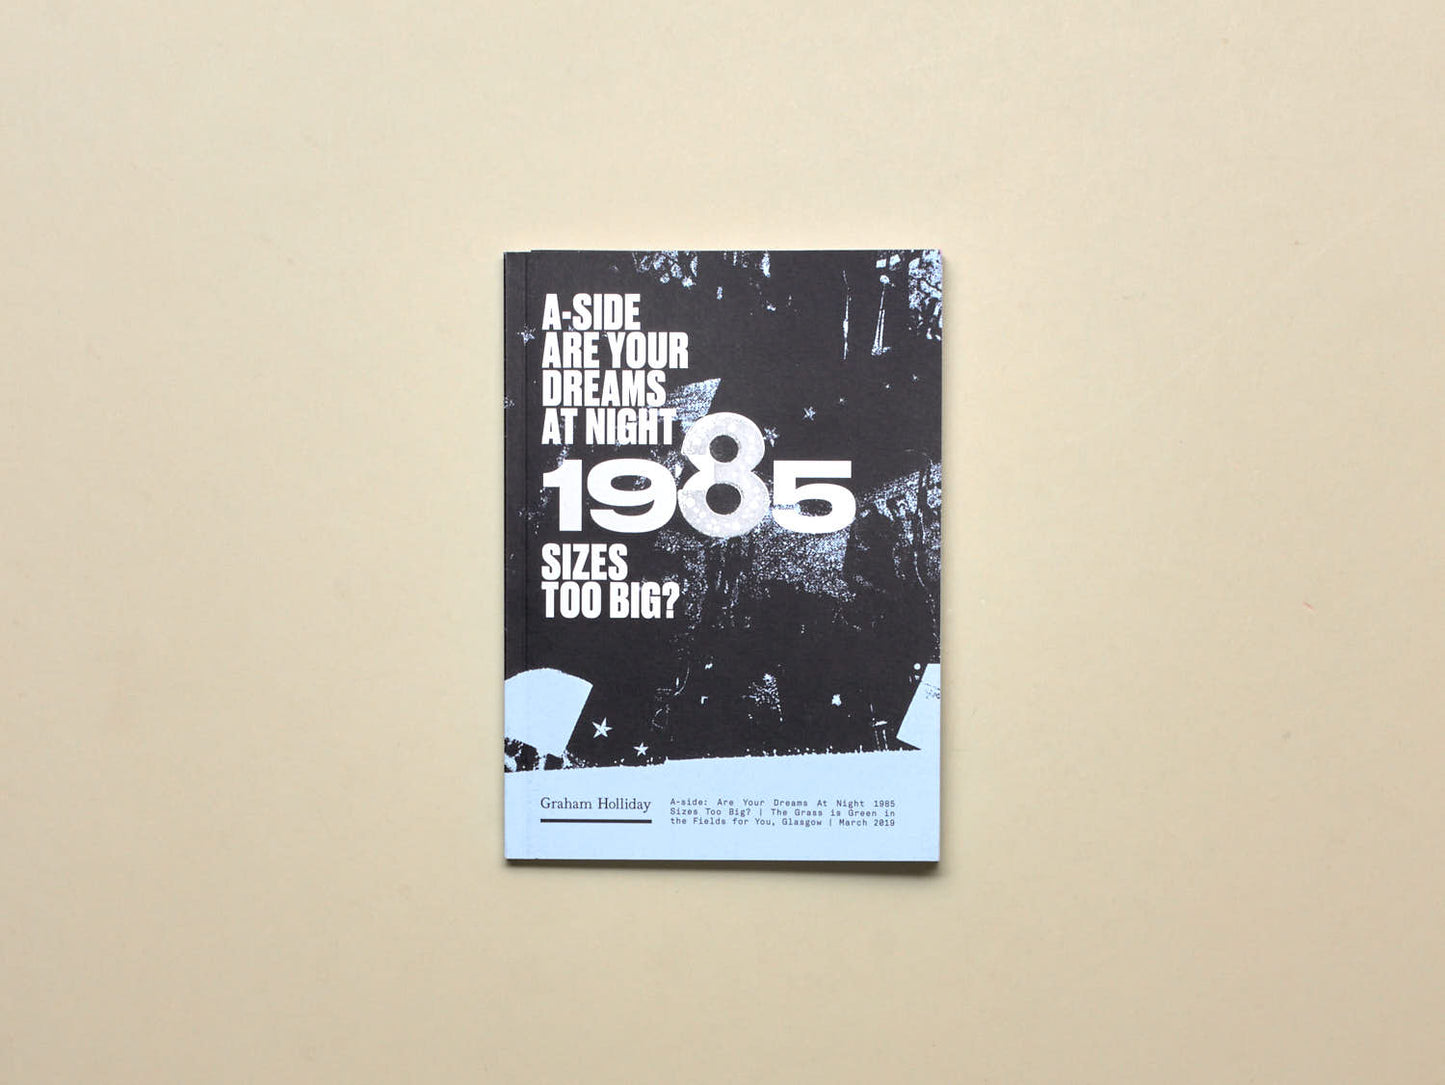 A-SIDE
ARE YOUR
DREAMS
AT NIGHT
1985
SIZES
TOO BIG?
Graham Holliday
A-side: Are Your Dreams At Night 1985
Sizes Too Big? | The Grass is Green in
the Fields for You, Glasgow | March 2019